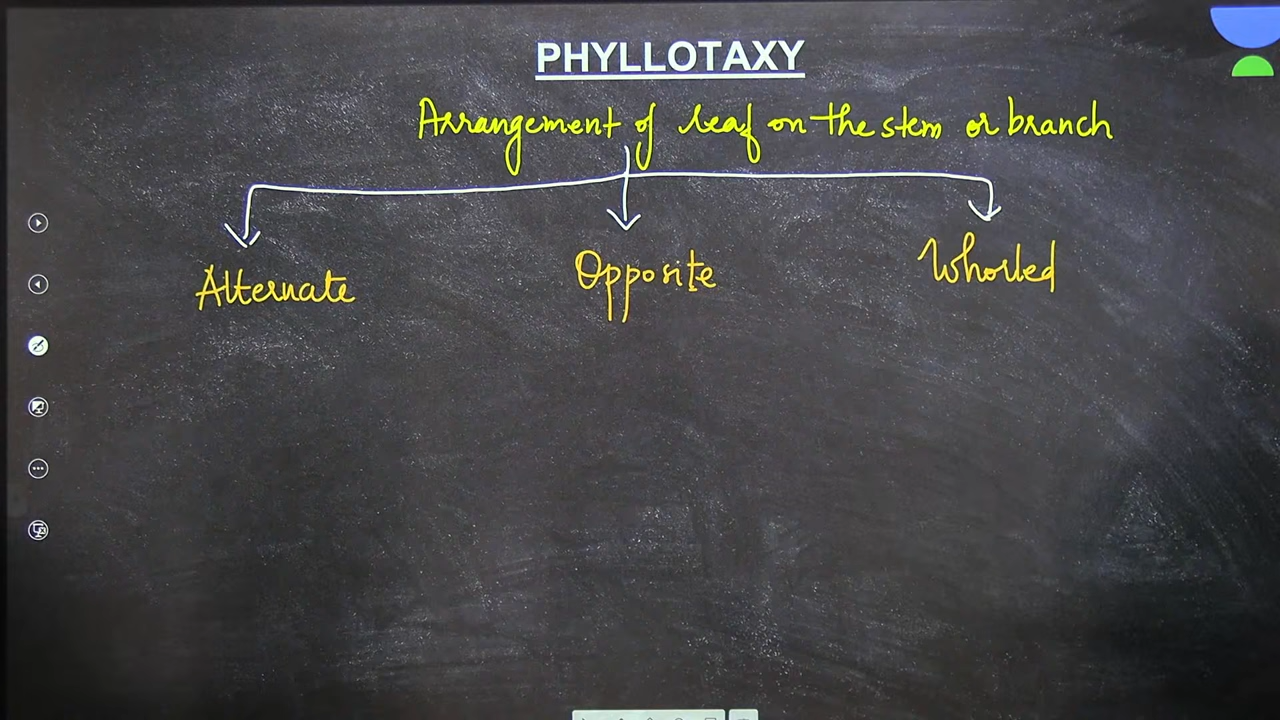 PHYLLOTAXY
Arrangement of leaf on the stem or branch
Alternate
Opposite
Whorled